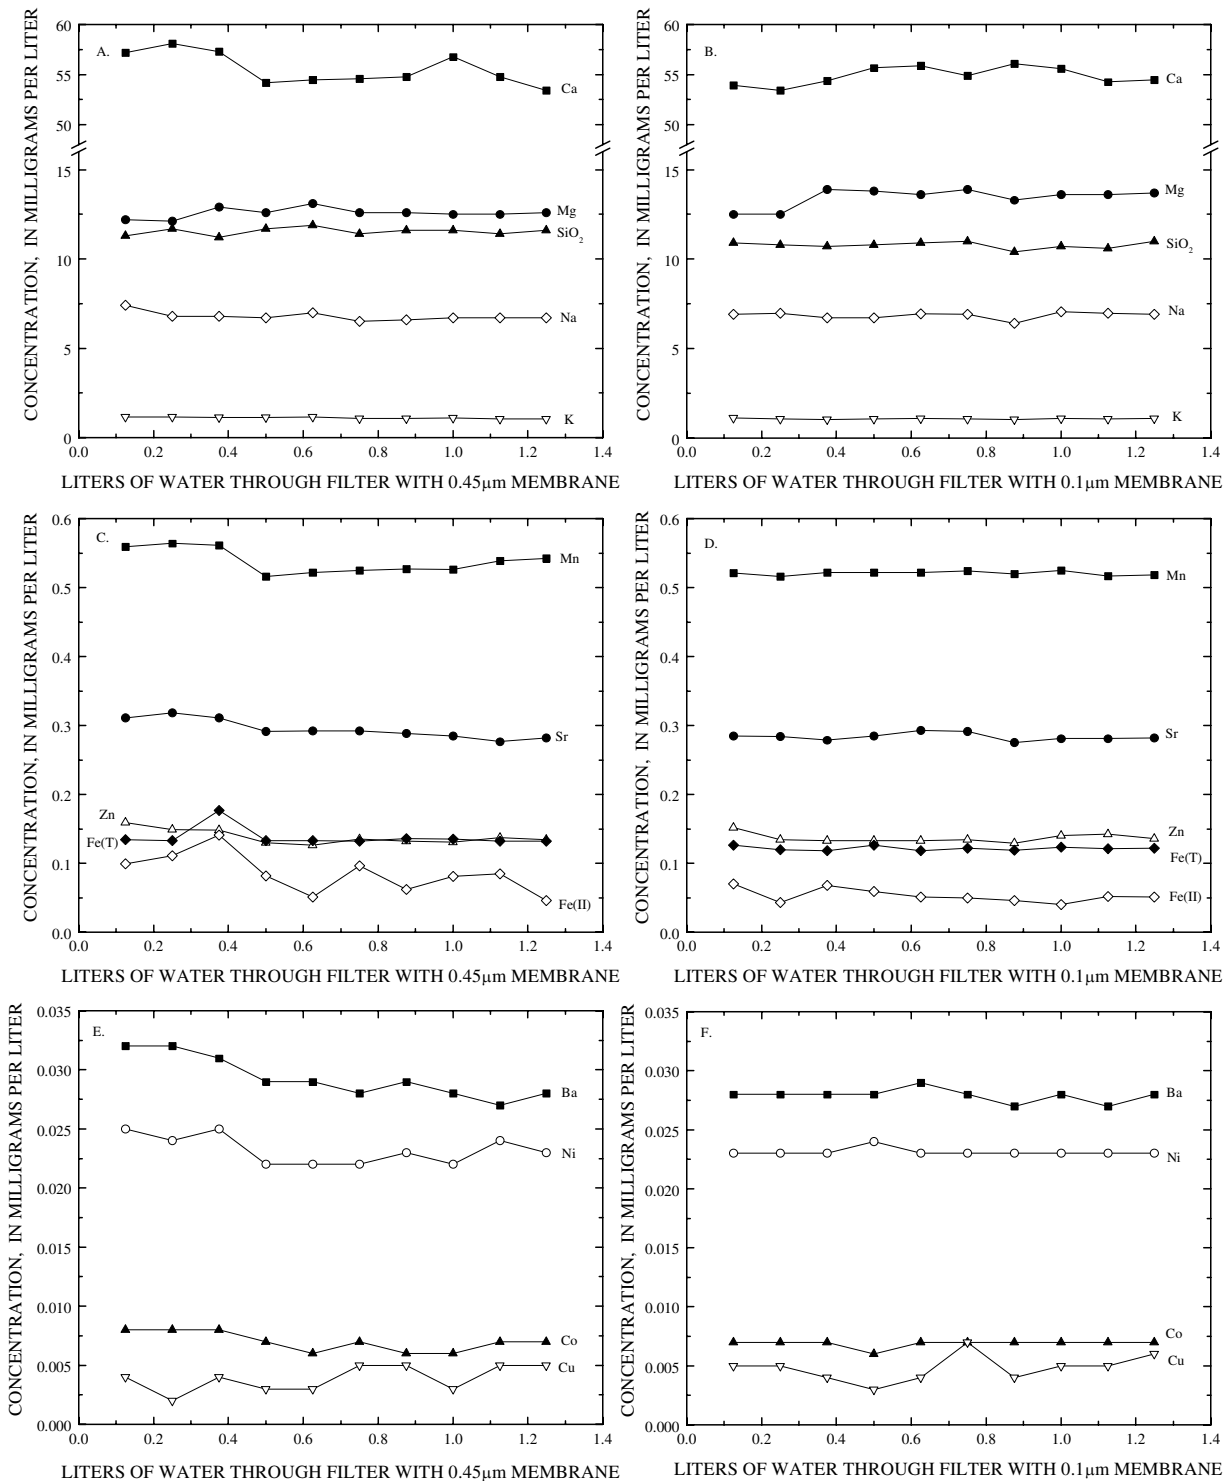 CONCENTRATION, IN MILLIGRAMS PER LITER
60
55
50
15
10
5
0
A.
Ca
Mg
SiO2
Na
K
0.0 0.2 0.4 0.6 0.8 1.0 1.2 1.4
LITERS OF WATER THROUGH FILTER WITH 0.45µm MEMBRANE
CONCENTRATION, IN MILLIGRAMS PER LITER
60
55
50
15
10
5
0
B.
Ca
Mg
SiO2
Na
K
0.0 0.2 0.4 0.6 0.8 1.0 1.2 1.4
LITERS OF WATER THROUGH FILTER WITH 0.1µm MEMBRANE
CONCENTRATION, IN MILLIGRAMS PER LITER
0.6
0.5
0.4
0.3
0.2
0.1
0.0
C.
Mn
Sr
Zn
Fe(T)
Fe(II)
0.0 0.2 0.4 0.6 0.8 1.0 1.2 1.4
LITERS OF WATER THROUGH FILTER WITH 0.45µm MEMBRANE
CONCENTRATION, IN MILLIGRAMS PER LITER
0.6
0.5
0.4
0.3
0.2
0.1
0.0
D.
Mn
Sr
Zn
Fe(T)
Fe(II)
0.0 0.2 0.4 0.6 0.8 1.0 1.2 1.4
LITERS OF WATER THROUGH FILTER WITH 0.1µm MEMBRANE
CONCENTRATION, IN MILLIGRAMS PER LITER
0.035
0.030
0.025
0.020
0.015
0.010
0.005
0.000
E.
Ba
Ni
Co
Cu
0.0 0.2 0.4 0.6 0.8 1.0 1.2 1.4
LITERS OF WATER THROUGH FILTER WITH 0.45µm MEMBRANE
CONCENTRATION, IN MILLIGRAMS PER LITER
0.035
0.030
0.025
0.020
0.015
0.010
0.005
0.000
F.
Ba
Ni
Co
Cu
0.0 0.2 0.4 0.6 0.8 1.0 1.2 1.4
LITERS OF WATER THROUGH FILTER WITH 0.1µm MEMBRANE